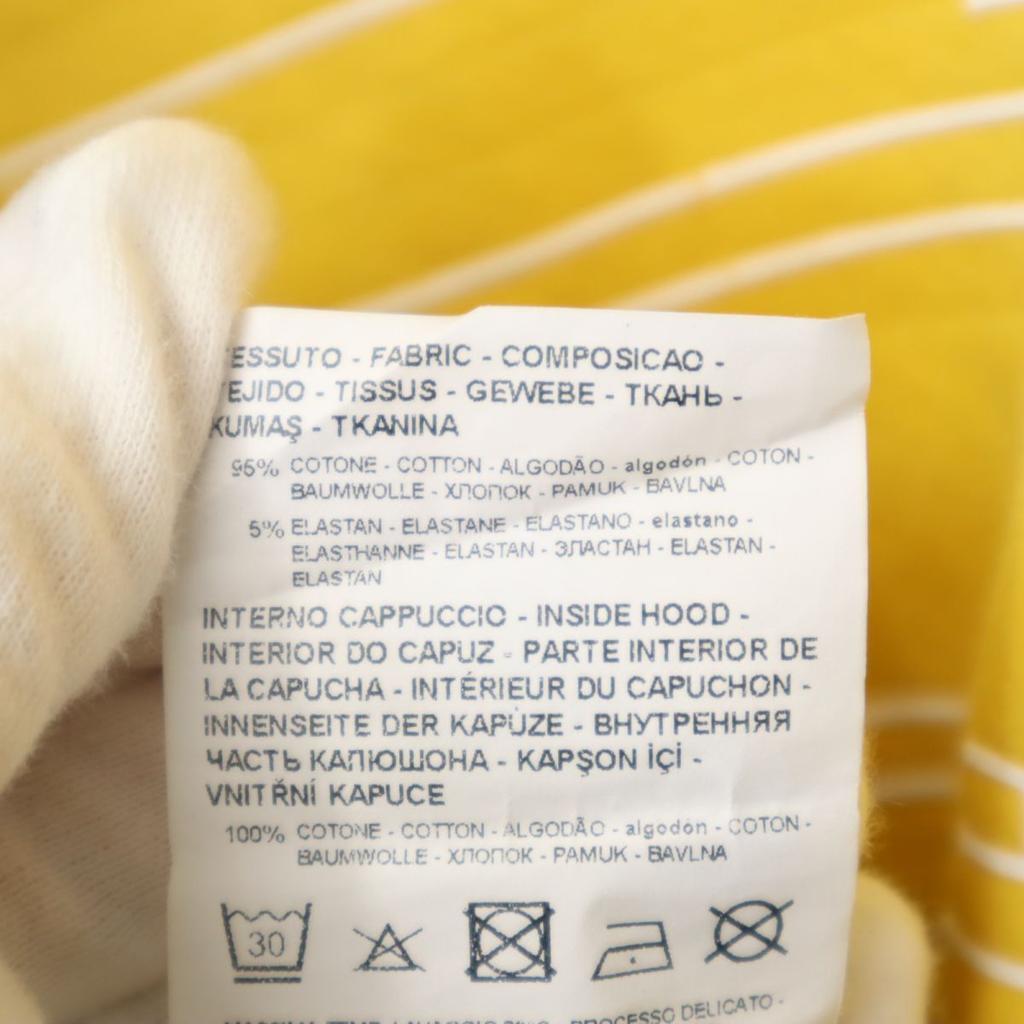 TESSUTO - FABRIC - COMPOSICAO -
TEJIDO - TISSUS - GEWEBE - ТКАНЬ -
KUMAŞ - TKANINA
95% COTONE - COTTON - ALGODÃO - algodón - COTON -
BAUMWOLLE - ХЛОПОК - PAMUK - BAVLNA
5% ELASTAN - ELASTANE - ELASTANO - elastano -
ELASTHANNE - ELASTAN - ЭЛАСТАН - ELASTAN -
ELASTAN
INTERNO CAPPUCCIO - INSIDE HOOD -
INTERIOR DO CAPUZ - PARTE INTERIOR DE
LA CAPUCHA - INTÉRIEUR DU CAPUCHON -
INNENSEITE DER KAPUZE - ВНУТРЕННЯЯ
ЧАСТЬ КАПЮШОНА - KAPŞON İÇİ -
VNITŘNÍ KAPUCE
100% COTONE - COTTON - ALGODÃO - algodón - COTON -
BAUMWOLLE - ХЛОПОК - PAMUK - BAVLNA
30
PROCESSO DELICATO -